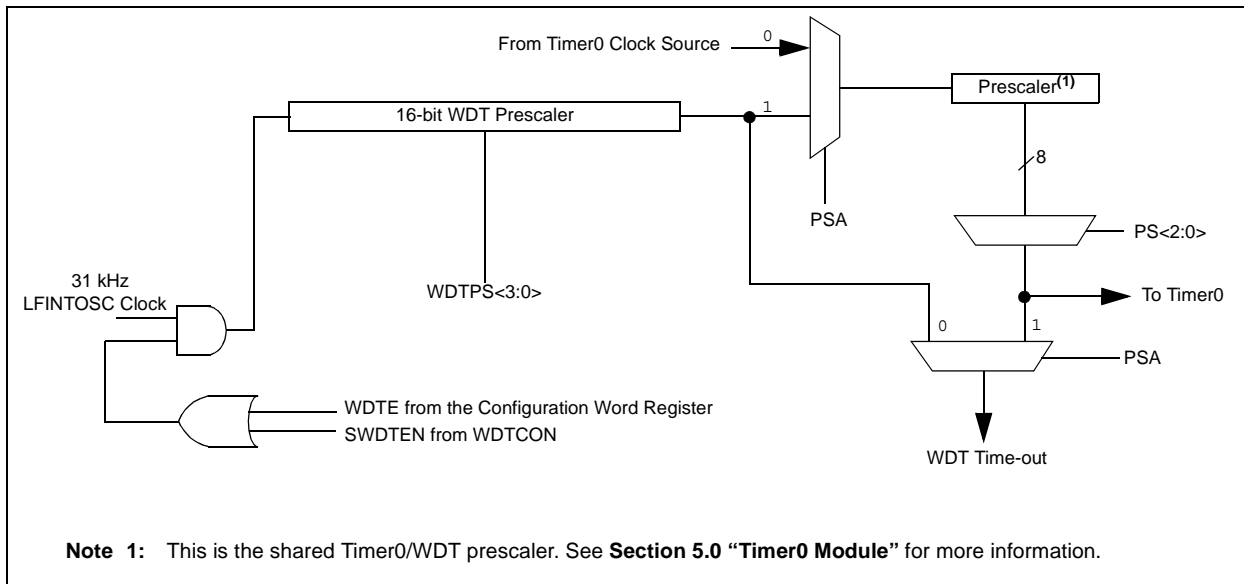 From Timer0 Clock Source
0
1
Prescaler(1)
16-bit WDT Prescaler
8
PSA
PS<2:0>
31 kHz
LFINTOSC Clock
WDTPS<3:0>
To Timer0
0
1
PSA
WDTE from the Configuration Word Register
SWDTEN from WDTCON
WDT Time-out
Note 1: This is the shared Timer0/WDT prescaler. See Section 5.0 “Timer0 Module” for more information.